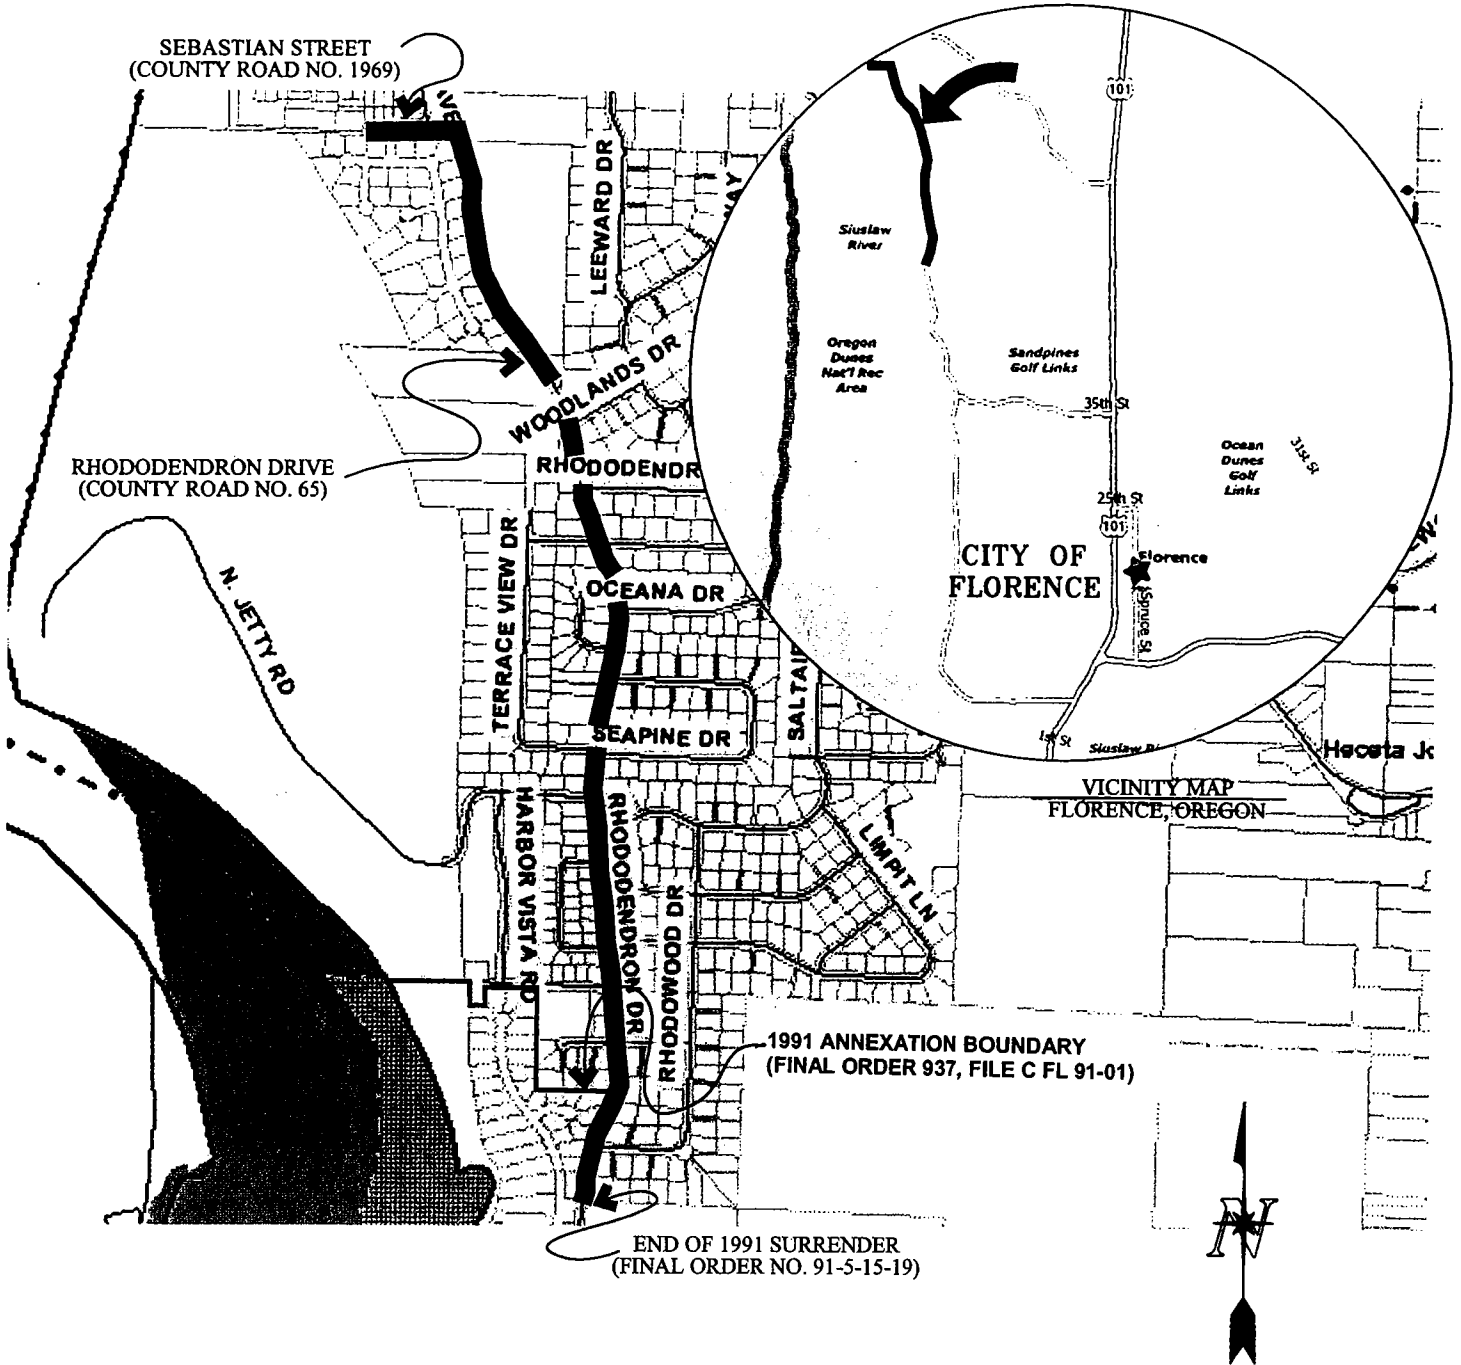 SEBASTIAN STREET
(COUNTY ROAD NO. 1969)
LEEWARD DR
WOODLANDS DR
RHODODENDRON DRIVE
(COUNTY ROAD NO. 65)
RHODODENDR
TERRACE VIEW DR
OCEANA DR
N. JETTY RD
SEAPINE DR
HARBOR VISTA RD
RHODODENDRON DR
RHODOWOOD DR
LIMPIT LN
1991 ANNEXATION BOUNDARY
(FINAL ORDER 937, FILE C FL 91-01)
END OF 1991 SURRENDER
(FINAL ORDER NO. 91-5-15-19)
101
Siuslaw
River
Oregon
Dunes
Nat'l Rec
Area
Sandpines
Golf Links
35th St
Ocean
Dunes
Golf
Links
31st St
25th St
101
CITY OF
FLORENCE
Florence
Spruce St
1st St
Siuslaw
VICINITY MAP
FLORENCE, OREGON
Heceta
N